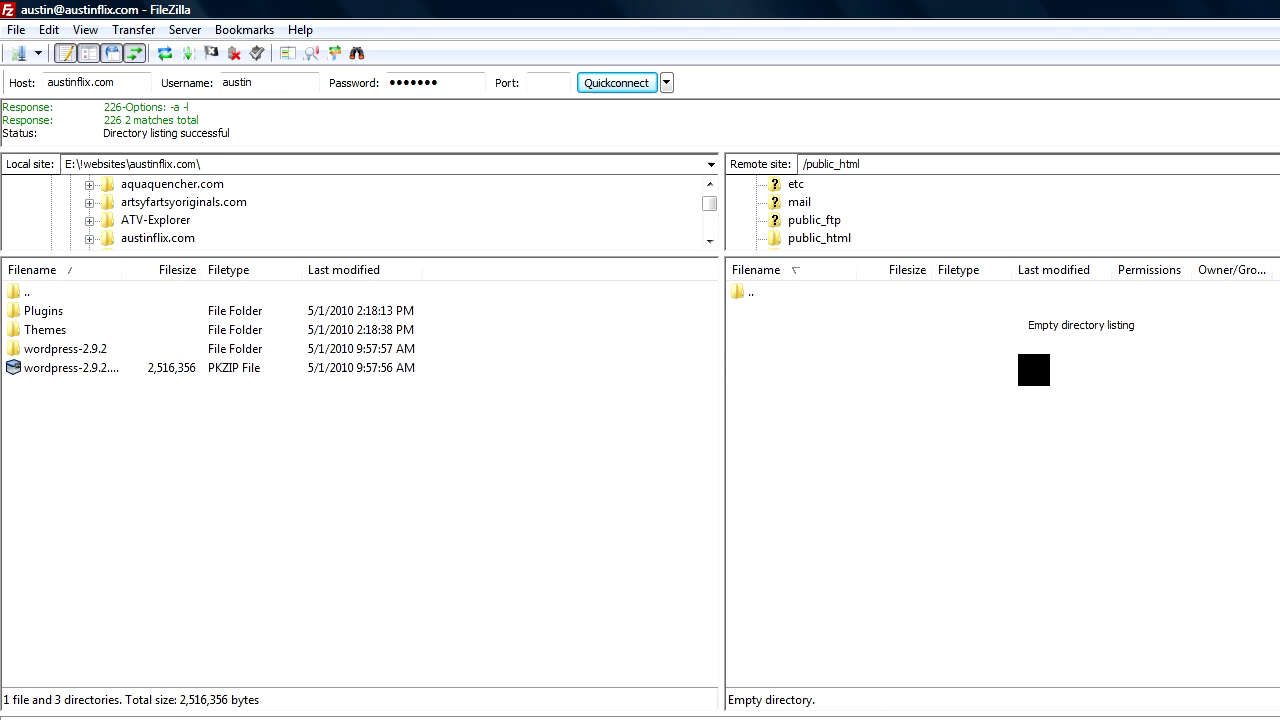 austin@austinflix.com - FileZilla
File Edit View Transfer Server Bookmarks Help
Host: austinflix.com Username: austin Password: ●●●●●●● Port: Quickconnect
Response: 226-Options: -a -l
Response: 226 2 matches total
Status: Directory listing successful
Local site: E:\!websites\austinflix.com\
aquaquencher.com
artsyfartsyoriginals.com
ATV-Explorer
austinflix.com
Remote site: /public_html
etc
mail
public_ftp
public_html
Filename Filesize Filetype Last modified
..
Plugins File Folder 5/1/2010 2:18:13 PM
Themes File Folder 5/1/2010 2:18:38 PM
wordpress-2.9.2 File Folder 5/1/2010 9:57:57 AM
wordpress-2.9.2.... 2,516,356 PKZIP File 5/1/2010 9:57:56 AM
1 file and 3 directories. Total size: 2,516,356 bytes
Filename Filesize Filetype Last modified Permissions Owner/Gro...
..
Empty directory listing
Empty directory.